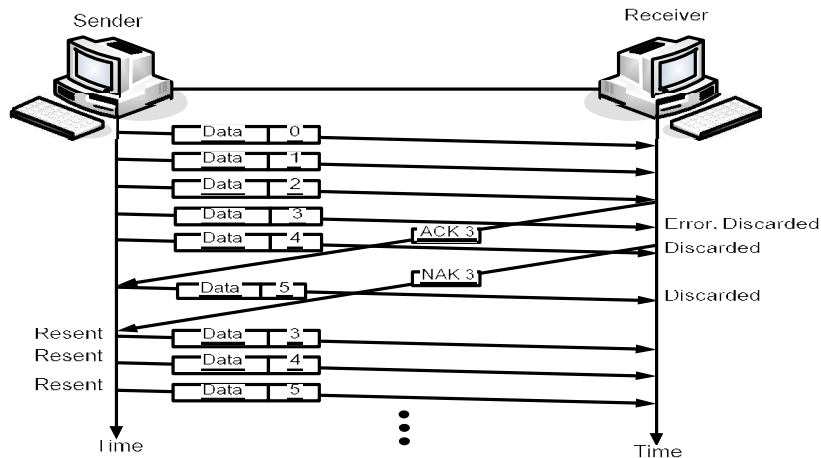 Sender
Receiver
Data 0
Data 1
Data 2
Data 3
Error, Discarded
ACK 3
Data 4
Discarded
NAK 3
Data 5
Discarded
Resent Data 3
Resent Data 4
Resent Data 5
Time
Time